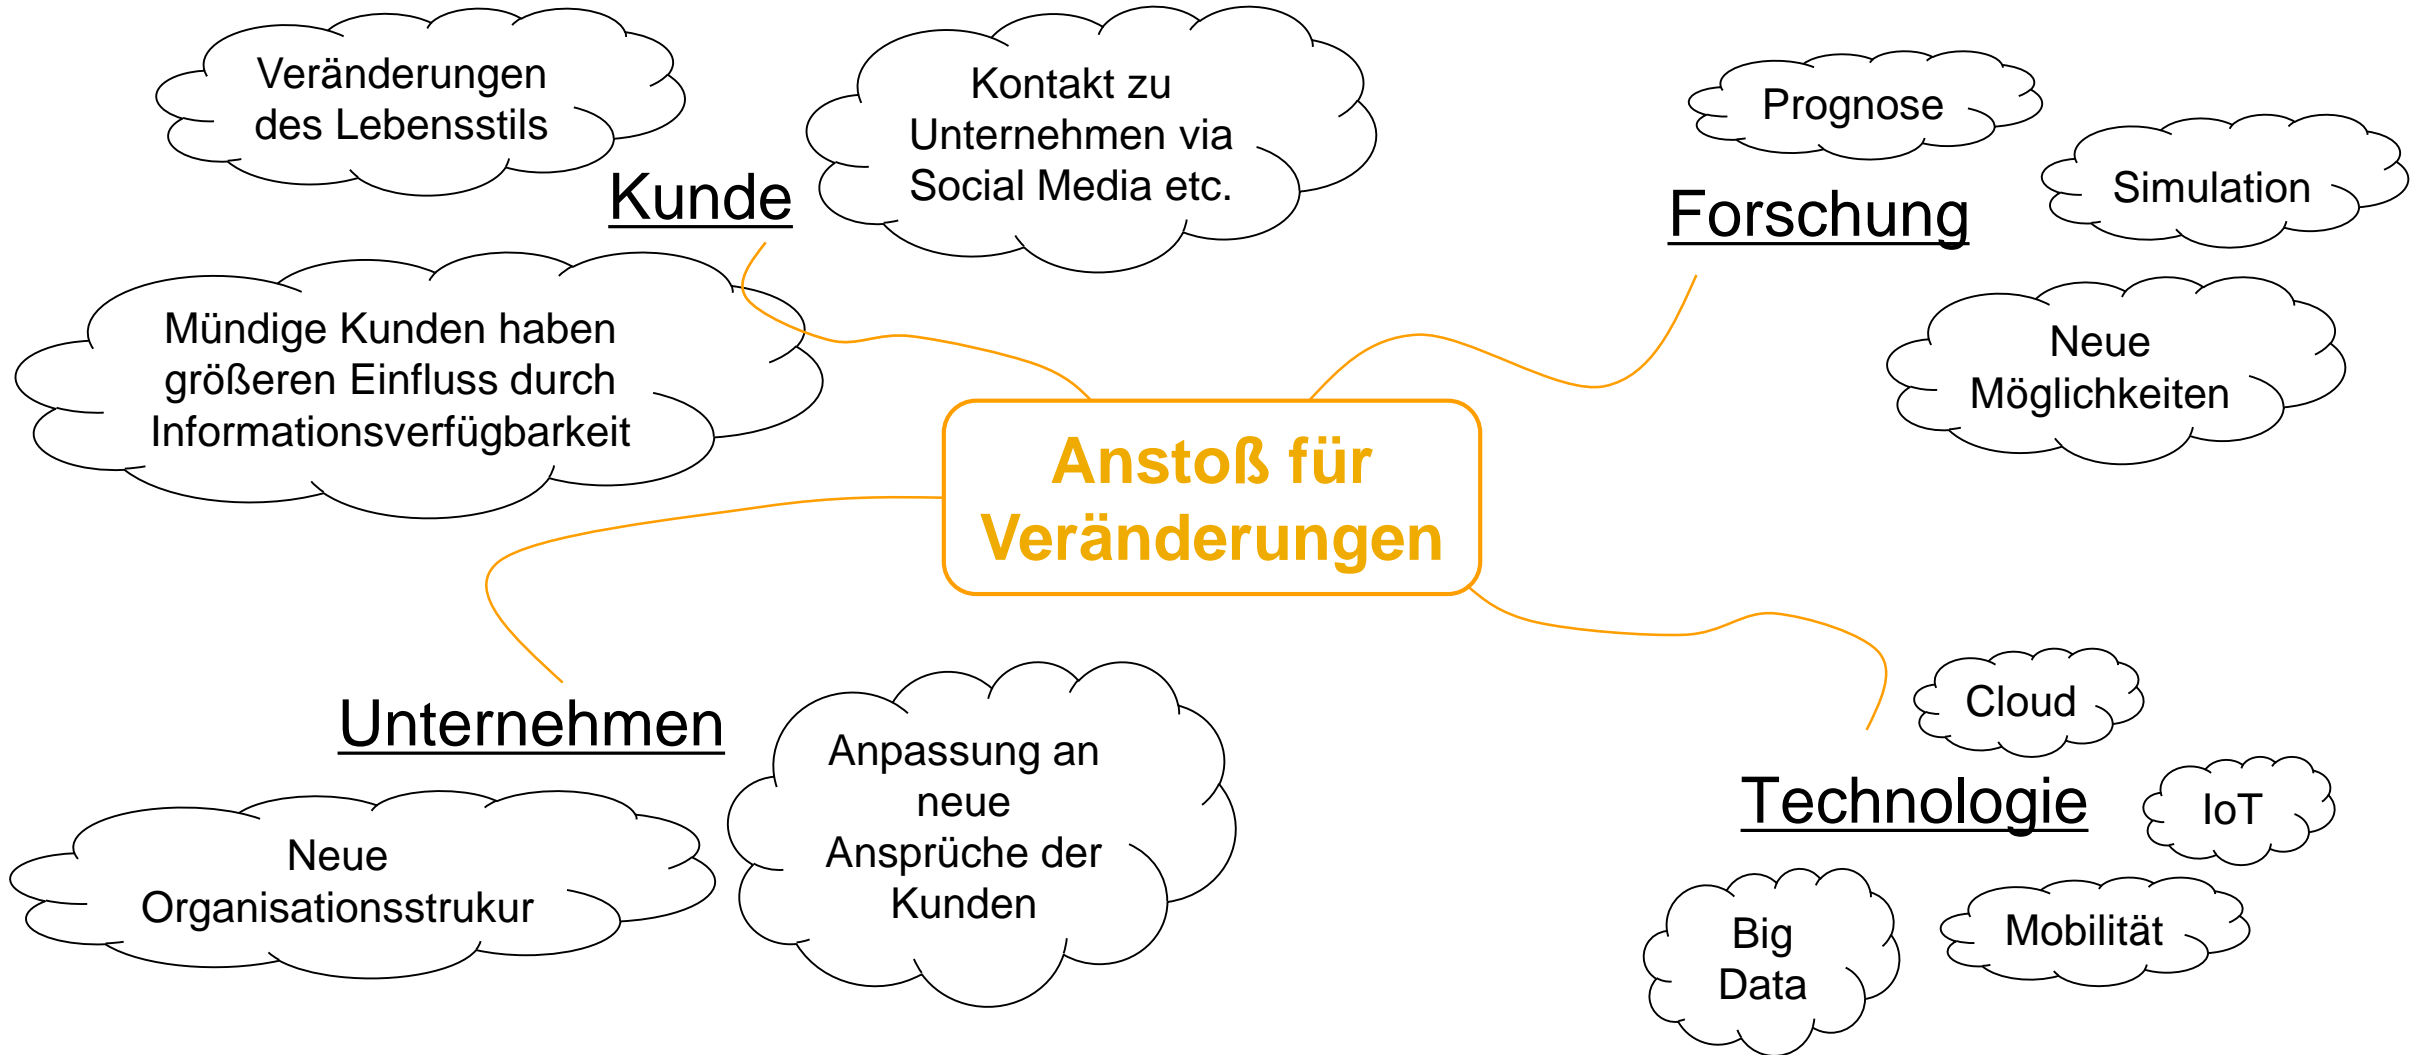 Veränderungen
des Lebensstils
Kontakt zu
Unternehmen via
Social Media etc.
Kunde
Mündige Kunden haben
größeren Einfluss durch
Informationsverfügbarkeit
Prognose
Simulation
Forschung
Neue
Möglichkeiten
Anstoß für
Veränderungen
Unternehmen
Anpassung an
neue
Ansprüche der
Kunden
Neue
Organisationsstrukur
Cloud
Technologie
IoT
Big
Data
Mobilität